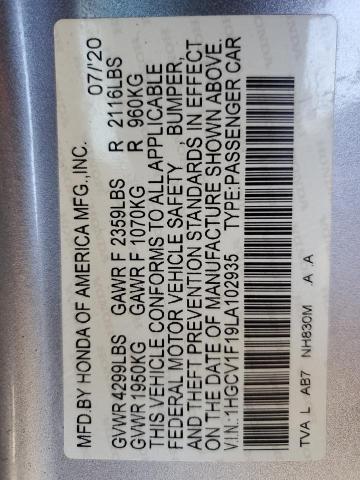 MFD.BY HONDA OF AMERICA MFG.,INC. 07/'20
GVWR 4299LBS GAWR F 2359LBS R 2116LBS
GVWR 1950KG GAWR F 1070KG R 960KG
THIS VEHICLE CONFORMS TO ALL APPLICABLE
FEDERAL MOTOR VEHICLE SAFETY, BUMPER,
AND THEFT PREVENTION STANDARDS IN EFFECT
ON THE DATE OF MANUFACTURE SHOWN ABOVE.
V.I.N.:1HGCV1F19LA102935 TYPE:PASSENGER CAR
TVA L AB7 NH830M A A